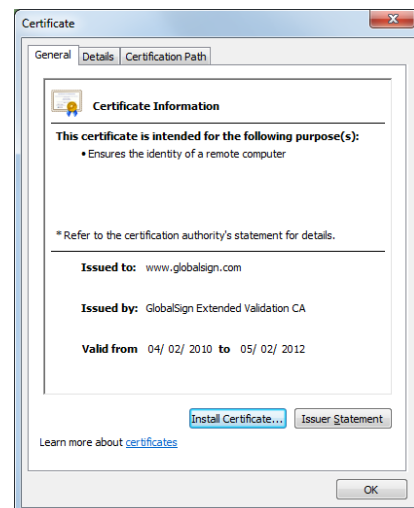 Certificate
General Details Certification Path
Certificate Information
This certificate is intended for the following purpose(s):
• Ensures the identity of a remote computer
* Refer to the certification authority's statement for details.
Issued to: www.globalsign.com
Issued by: GlobalSign Extended Validation CA
Valid from 04/ 02/ 2010 to 05/ 02/ 2012
Install Certificate... Issuer Statement
Learn more about certificates
OK